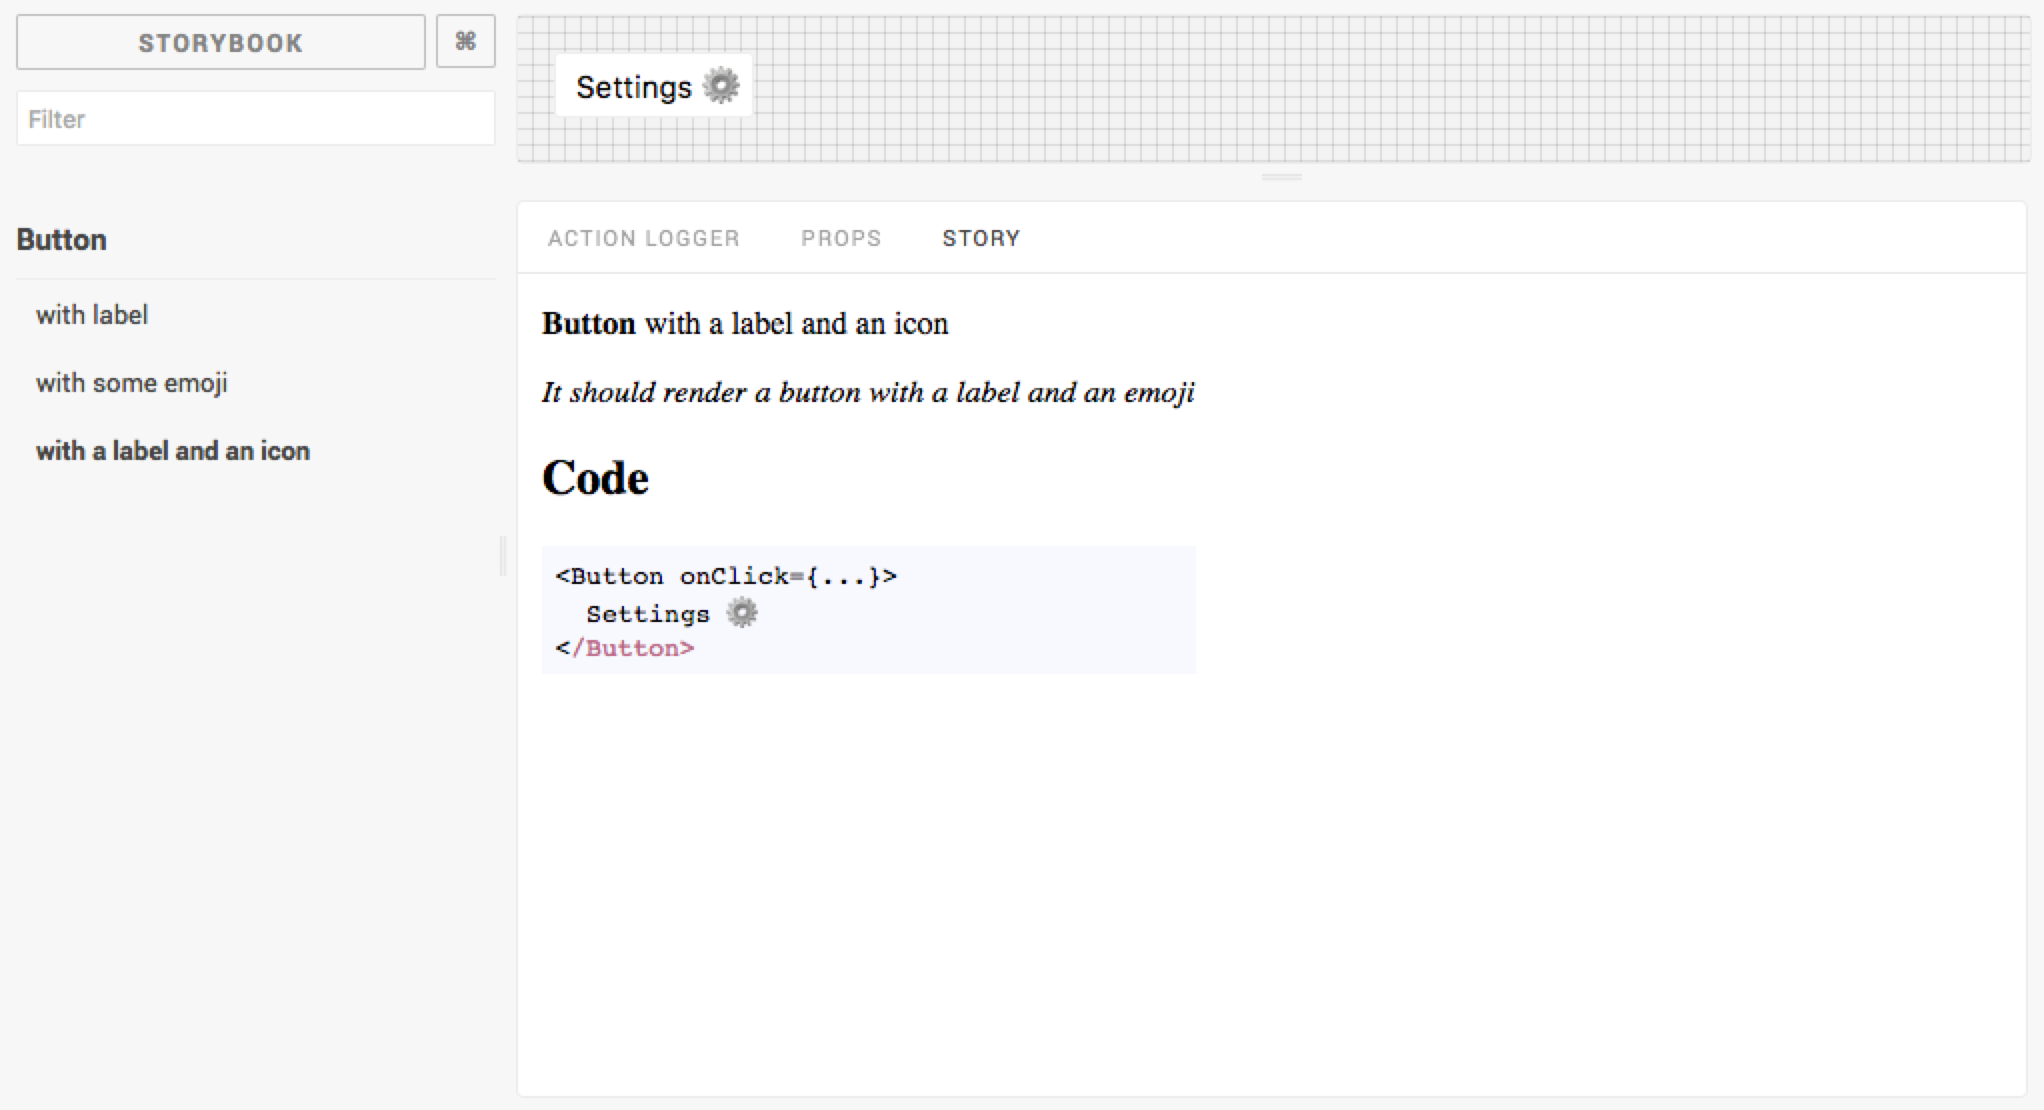 STORYBOOK ⌘
Filter
Button
with label
with some emoji
with a label and an icon
Settings ⚙️
ACTION LOGGER PROPS STORY
Button with a label and an icon
It should render a button with a label and an emoji
Code
<Button onClick={...}>
Settings ⚙️
</Button>